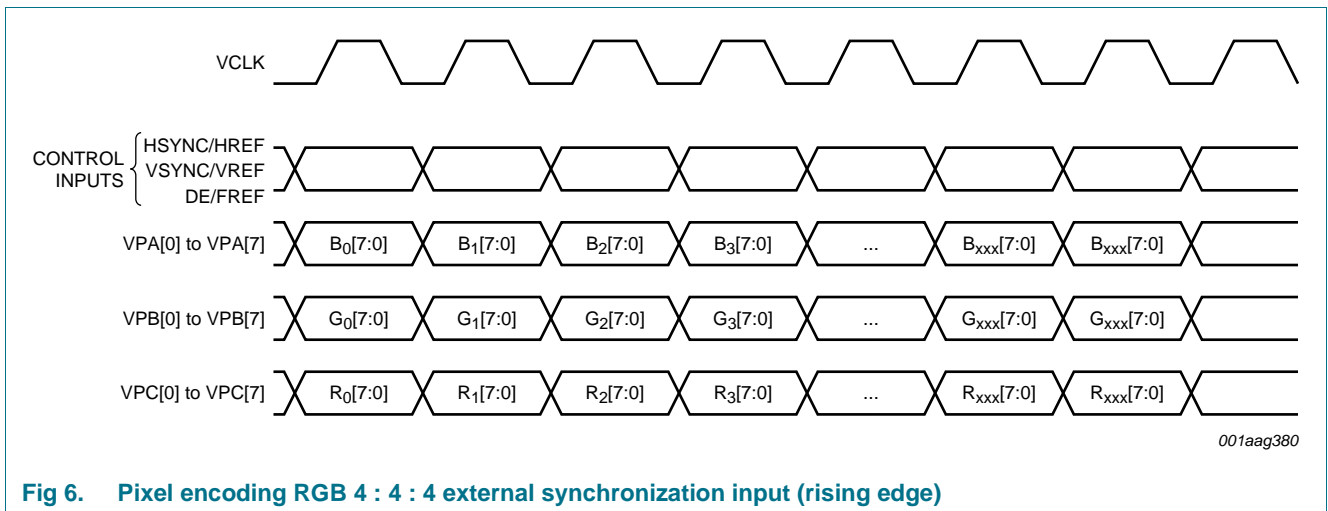 VCLK
CONTROL INPUTS
HSYNC/HREF
VSYNC/VREF
DE/FREF
VPA[0] to VPA[7] B0[7:0] B1[7:0] B2[7:0] B3[7:0] ... Bxxx[7:0] Bxxx[7:0]
VPB[0] to VPB[7] G0[7:0] G1[7:0] G2[7:0] G3[7:0] ... Gxxx[7:0] Gxxx[7:0]
VPC[0] to VPC[7] R0[7:0] R1[7:0] R2[7:0] R3[7:0] ... Rxxx[7:0] Rxxx[7:0]
001aag380
Fig 6. Pixel encoding RGB 4 : 4 : 4 external synchronization input (rising edge)